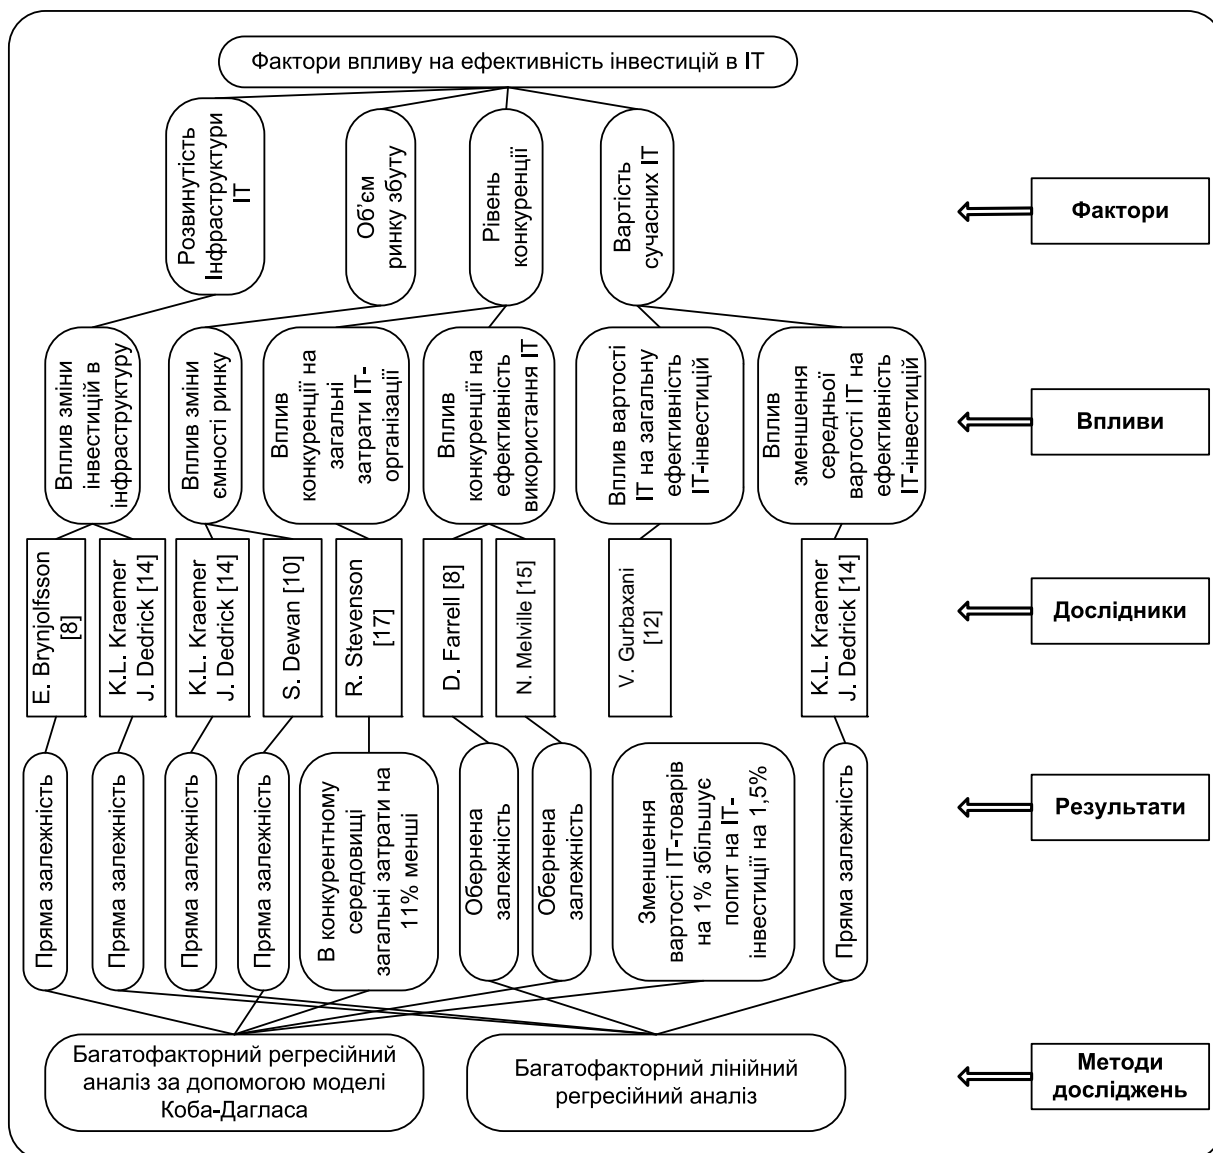 Фактори впливу на ефективність інвестицій в ІТ
Розвинутість
Інфраструктури
ІТ
Об’єм
ринку збуту
Рівень
конкуренції
Вартість
сучасних ІТ
Фактори
Вплив зміни
інвестицій в
інфраструктуру
Вплив зміни
ємності ринку
Вплив
конкуренції на
загальні
затрати ІТ-
організації
Вплив
конкуренції на
ефективність
використання ІТ
Вплив вартості
ІТ на загальну
ефективність
ІТ-інвестицій
Вплив
зменшення
середньої
вартості ІТ на
ефективність
ІТ-інвестицій
Впливи
E. Brynjolfsson
[8]
K.L. Kraemer
J. Dedrick [14]
K.L. Kraemer
J. Dedrick [14]
S. Dewan [10]
R. Stevenson
[17]
D. Farrell [8]
N. Melville [15]
V. Gurbaxani
[12]
K.L. Kraemer
J. Dedrick [14]
Дослідники
Пряма залежність
Пряма залежність
Пряма залежність
Пряма залежність
В конкурентному
середовищі
загальні затрати на
11% менші
Обернена
залежність
Обернена
залежність
Зменшення
вартості ІТ-товарів
на 1% збільшує
попит на ІТ-
інвестиції на 1,5%
Пряма залежність
Результати
Багатофакторний регресійний
аналіз за допомогою моделі
Коба-Дагласа
Багатофакторний лінійний
регресійний аналіз
Методи
досліджень